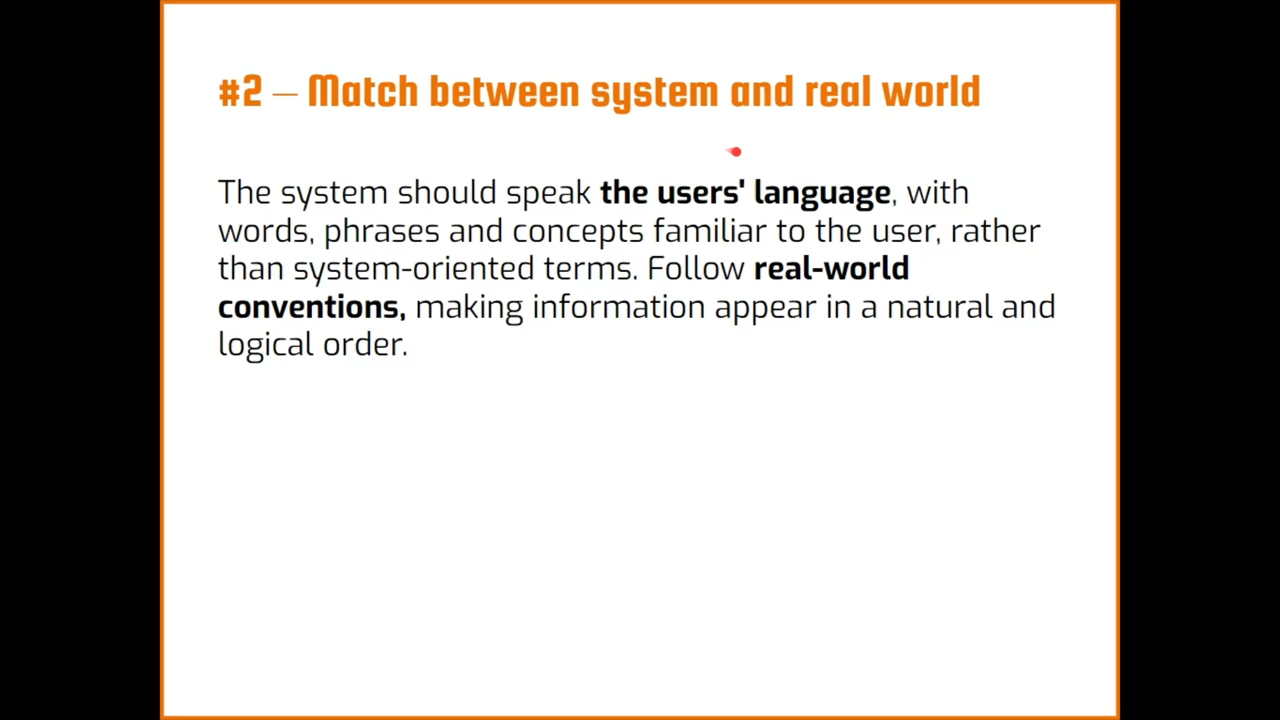 #2 — Match between system and real world
The system should speak the users' language, with
words, phrases and concepts familiar to the user, rather
than system-oriented terms. Follow real-world
conventions, making information appear in a natural and
logical order.